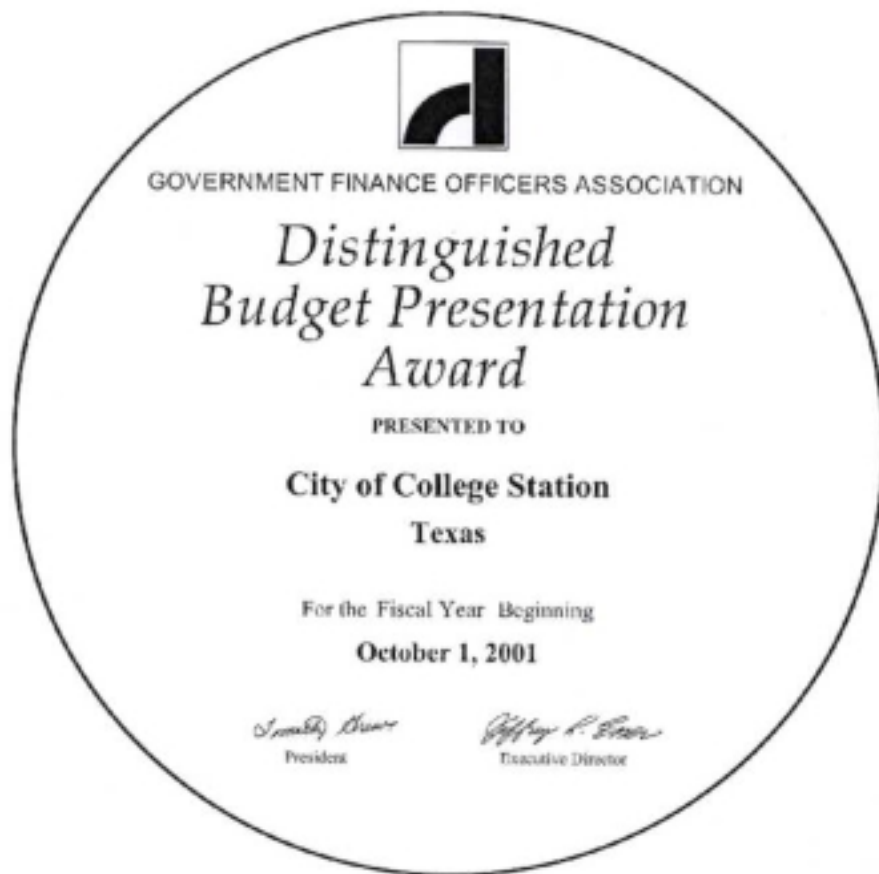 GOVERNMENT FINANCE OFFICERS ASSOCIATION
Distinguished
Budget Presentation
Award
PRESENTED TO
City of College Station
Texas
For the Fiscal Year Beginning
October 1, 2001
President
Executive Director